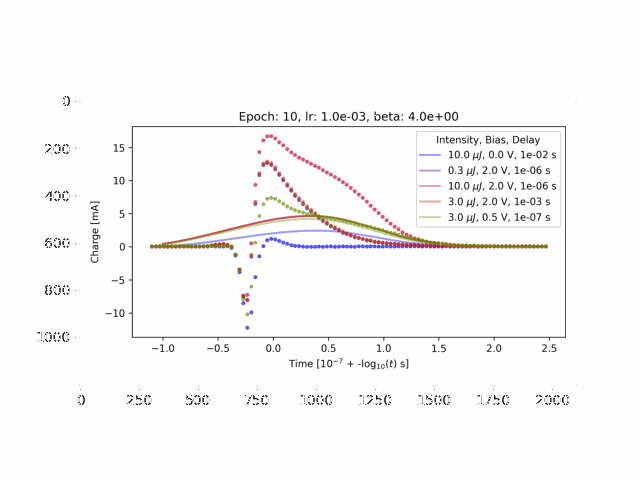 Epoch: 10, lr: 1.0e-03, beta: 4.0e+00
Intensity, Bias, Delay
10.0 μJ, 0.0 V, 1e-02 s
0.3 μJ, 2.0 V, 1e-06 s
10.0 μJ, 2.0 V, 1e-06 s
3.0 μJ, 2.0 V, 1e-03 s
3.0 μJ, 0.5 V, 1e-07 s
Charge [mA]
15
10
5
0
−5
−10
−1.0 −0.5 0.0 0.5 1.0 1.5 2.0 2.5
Time [10⁻⁷ + -log₁₀(t) s]
0
200
400
600
800
1000
0 250 500 750 1000 1250 1500 1750 2000